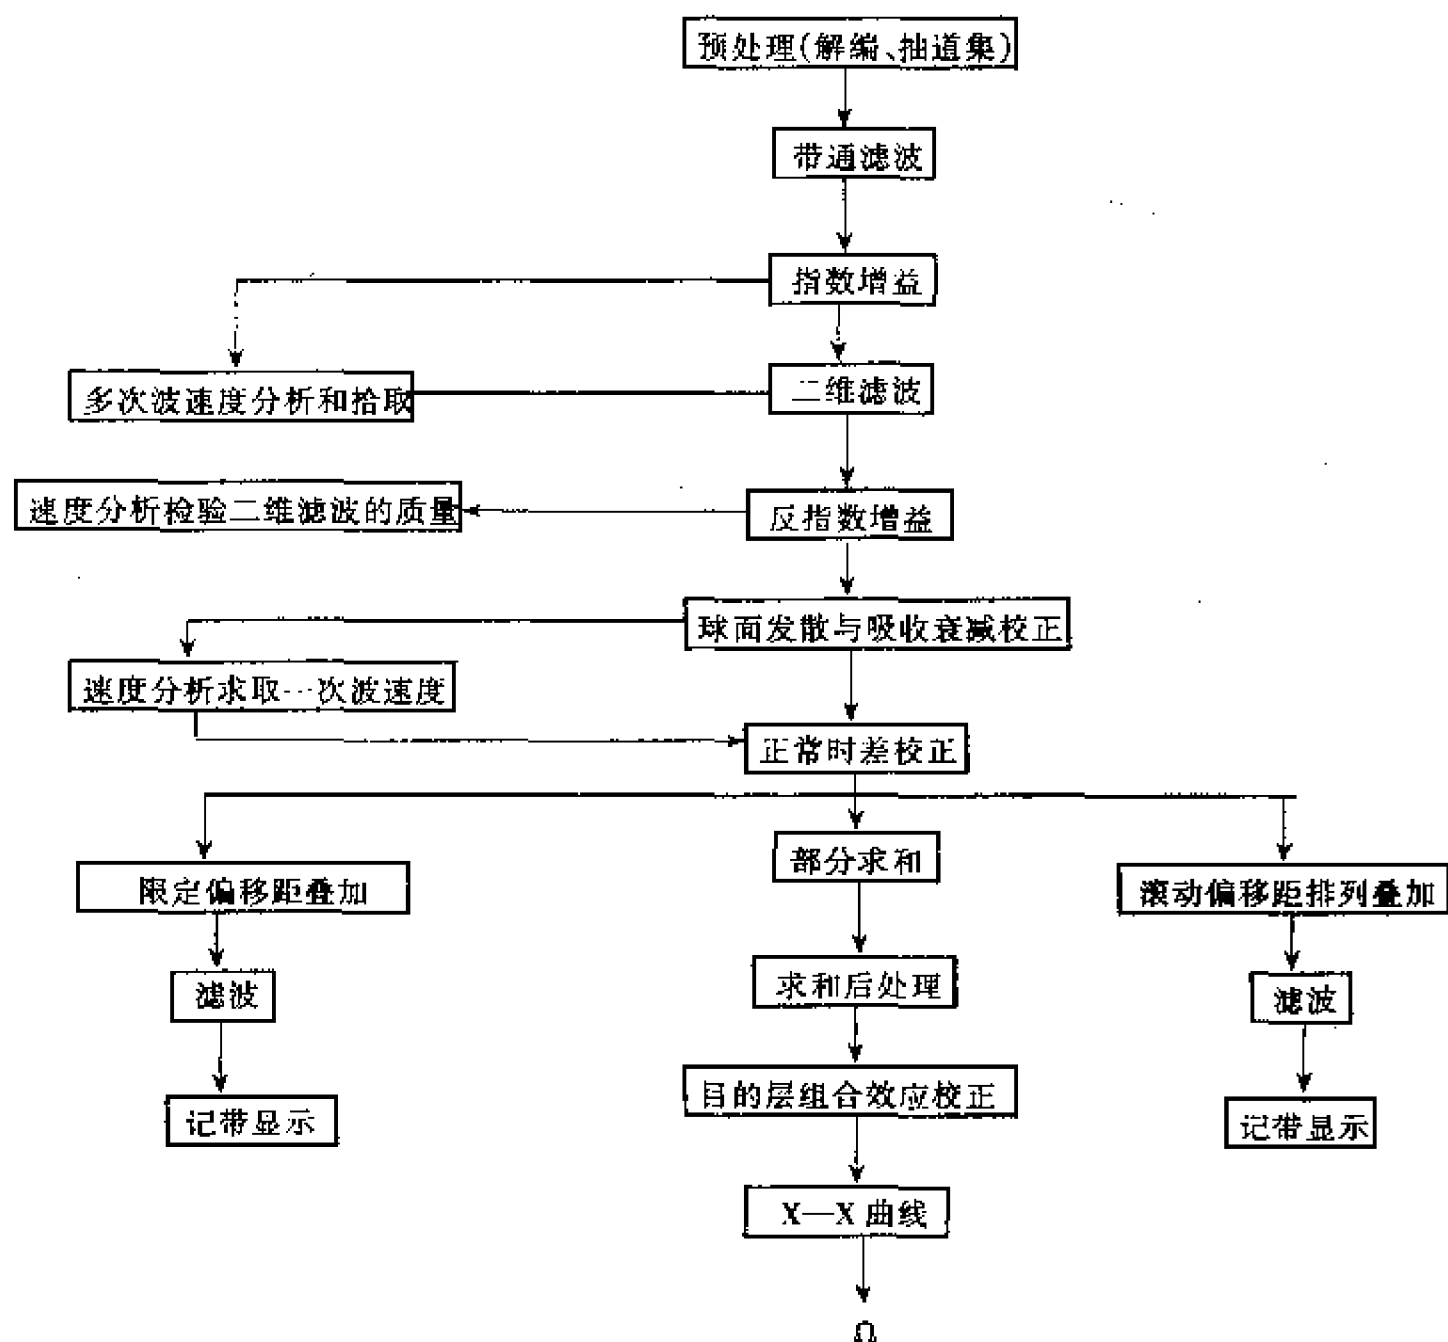 预处理(解编、抽道集)
带通滤波
指数增益
多次波速度分析和拾取
二维滤波
速度分析检验二维滤波的质量
反指数增益
球面发散与吸收衰减校正
速度分析求取一次波速度
正常时差校正
限定偏移距叠加
部分求和
滚动偏移距排列叠加
滤波
求和后处理
滤波
记带显示
目的层组合效应校正
记带显示
X—X 曲线
Ω